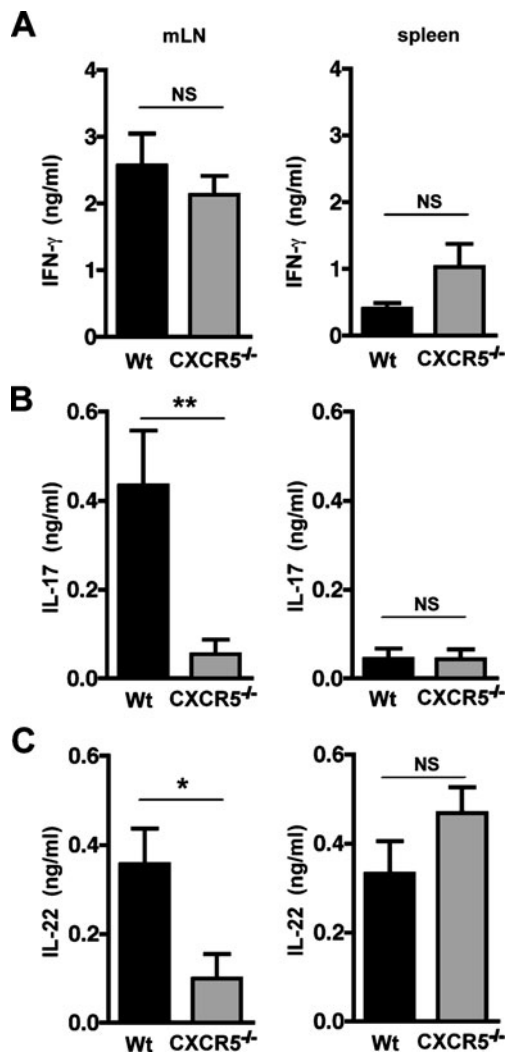 A
mLN
spleen
IFN-γ (ng/ml)
4
3
2
1
0
NS
Wt
CXCR5-/-
IFN-γ (ng/ml)
4
3
2
1
0
NS
Wt
CXCR5-/-
B
IL-17 (ng/ml)
0.6
0.4
0.2
0.0
**
Wt
CXCR5-/-
IL-17 (ng/ml)
0.6
0.4
0.2
0.0
NS
Wt
CXCR5-/-
C
IL-22 (ng/ml)
0.6
0.4
0.2
0.0
*
Wt
CXCR5-/-
IL-22 (ng/ml)
0.6
0.4
0.2
0.0
NS
Wt
CXCR5-/-